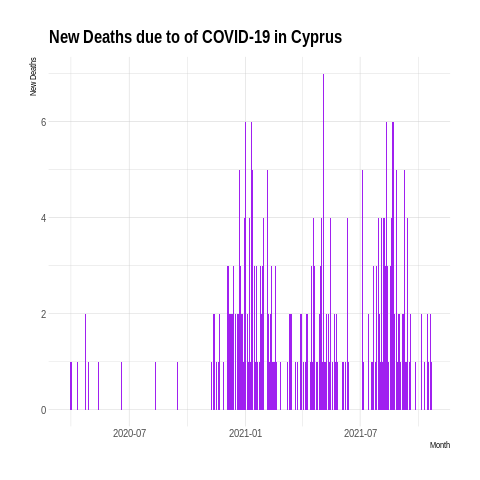 New Deaths due to of COVID-19 in Cyprus
New Deaths
6
4
2
0
2020-07
2021-01
2021-07
Month